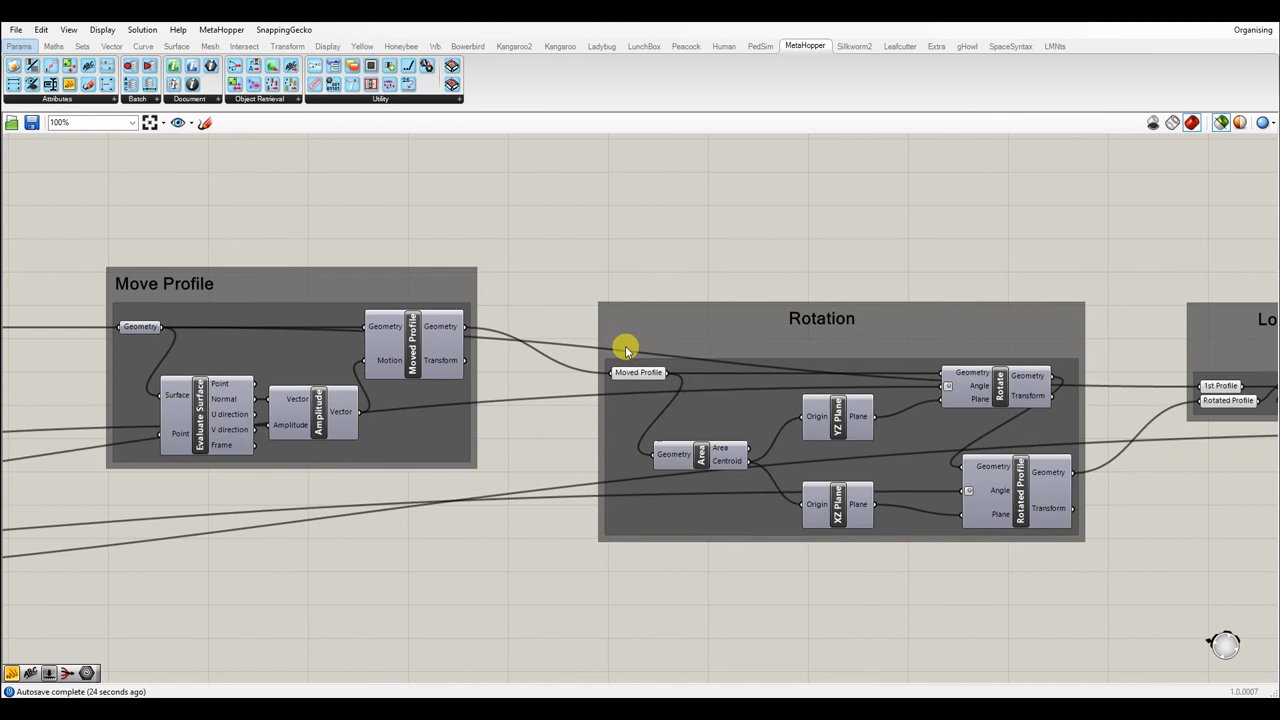 File Edit View Display Solution Help MetaHopper SnappingGecko
Organising
Params Maths Sets Vector Curve Surface Mesh Intersect Transform Display Yellow Honeybee Wb Bowerbird Kangaroo2 Kangaroo Ladybug LunchBox Peacock Human PedSim MetaHopper Silkworm2 Leafcutter Extra gHowl SpaceSyntax LMNts
Attributes Batch Document Object Retrieval Utility
100%
Move Profile
Geometry
Geometry
Motion
Moved Profile
Geometry
Transform
Surface
Point
Evaluate Surface
Point
Normal
U direction
V direction
Frame
Vector
Amplitude
Amplitude
Vector
Rotation
Moved Profile
Geometry
Area
Area
Centroid
Origin
YZ Plane
Plane
Origin
XZ Plane
Plane
Geometry
Angle
Plane
Rotate
Geometry
Transform
Geometry
Angle
Plane
Rotated Profile
Geometry
Transform
Lo
1st Profile
Rotated Profile
Autosave complete (24 seconds ago)
1.0.0007